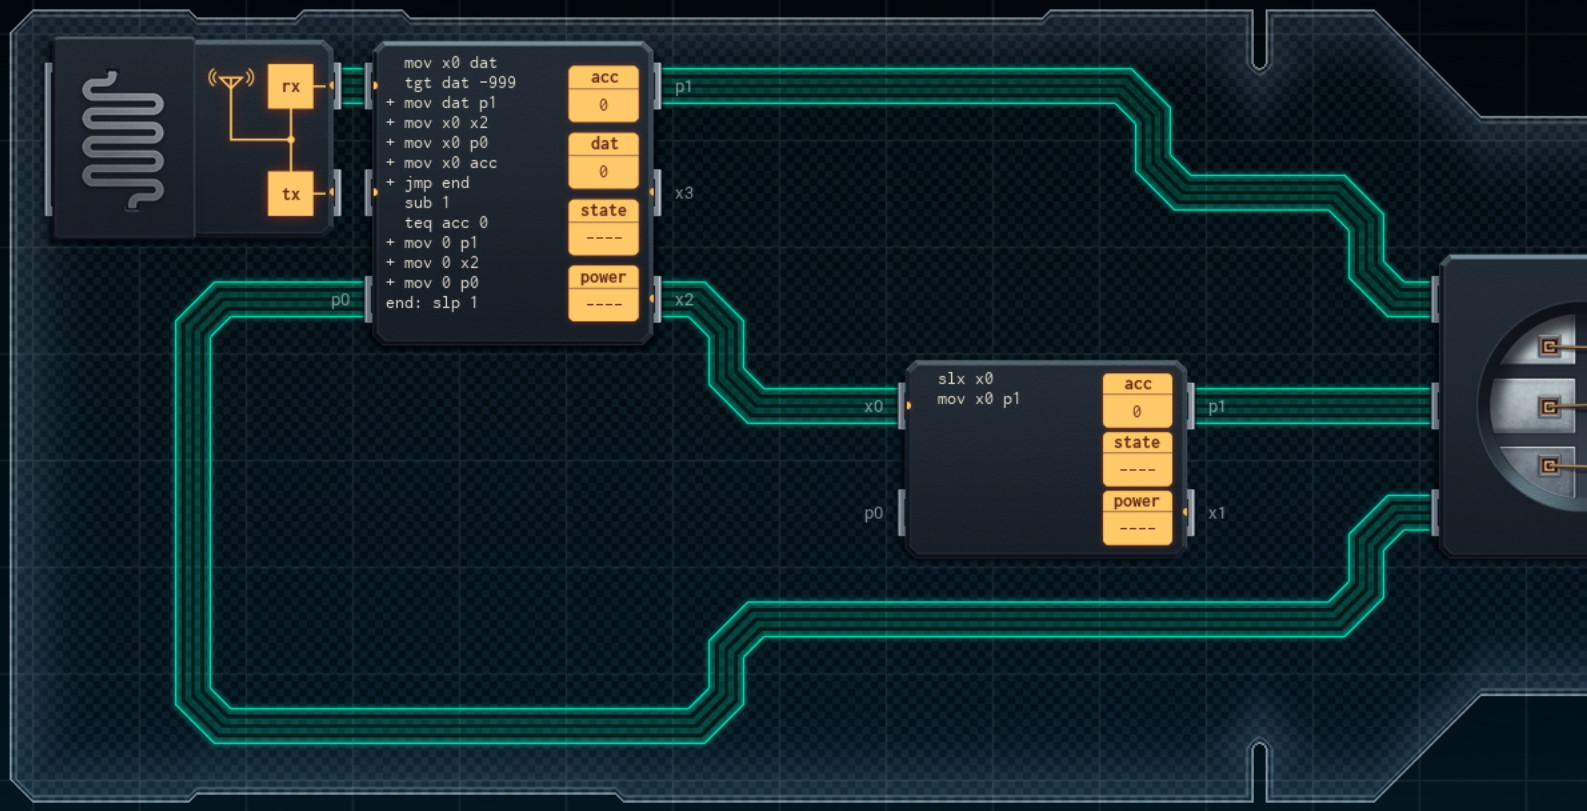 rx
tx
mov x0 dat
tgt dat -999
+ mov dat p1
+ mov x0 x2
+ mov x0 p0
+ mov x0 acc
+ jmp end
sub 1
teq acc 0
+ mov 0 p1
+ mov 0 x2
+ mov 0 p0
end: slp 1
acc
0
dat
0
state
----
power
----
p1
x3
p0
x2
slx x0
mov x0 p1
acc
0
state
----
power
----
x0
p1
p0
x1